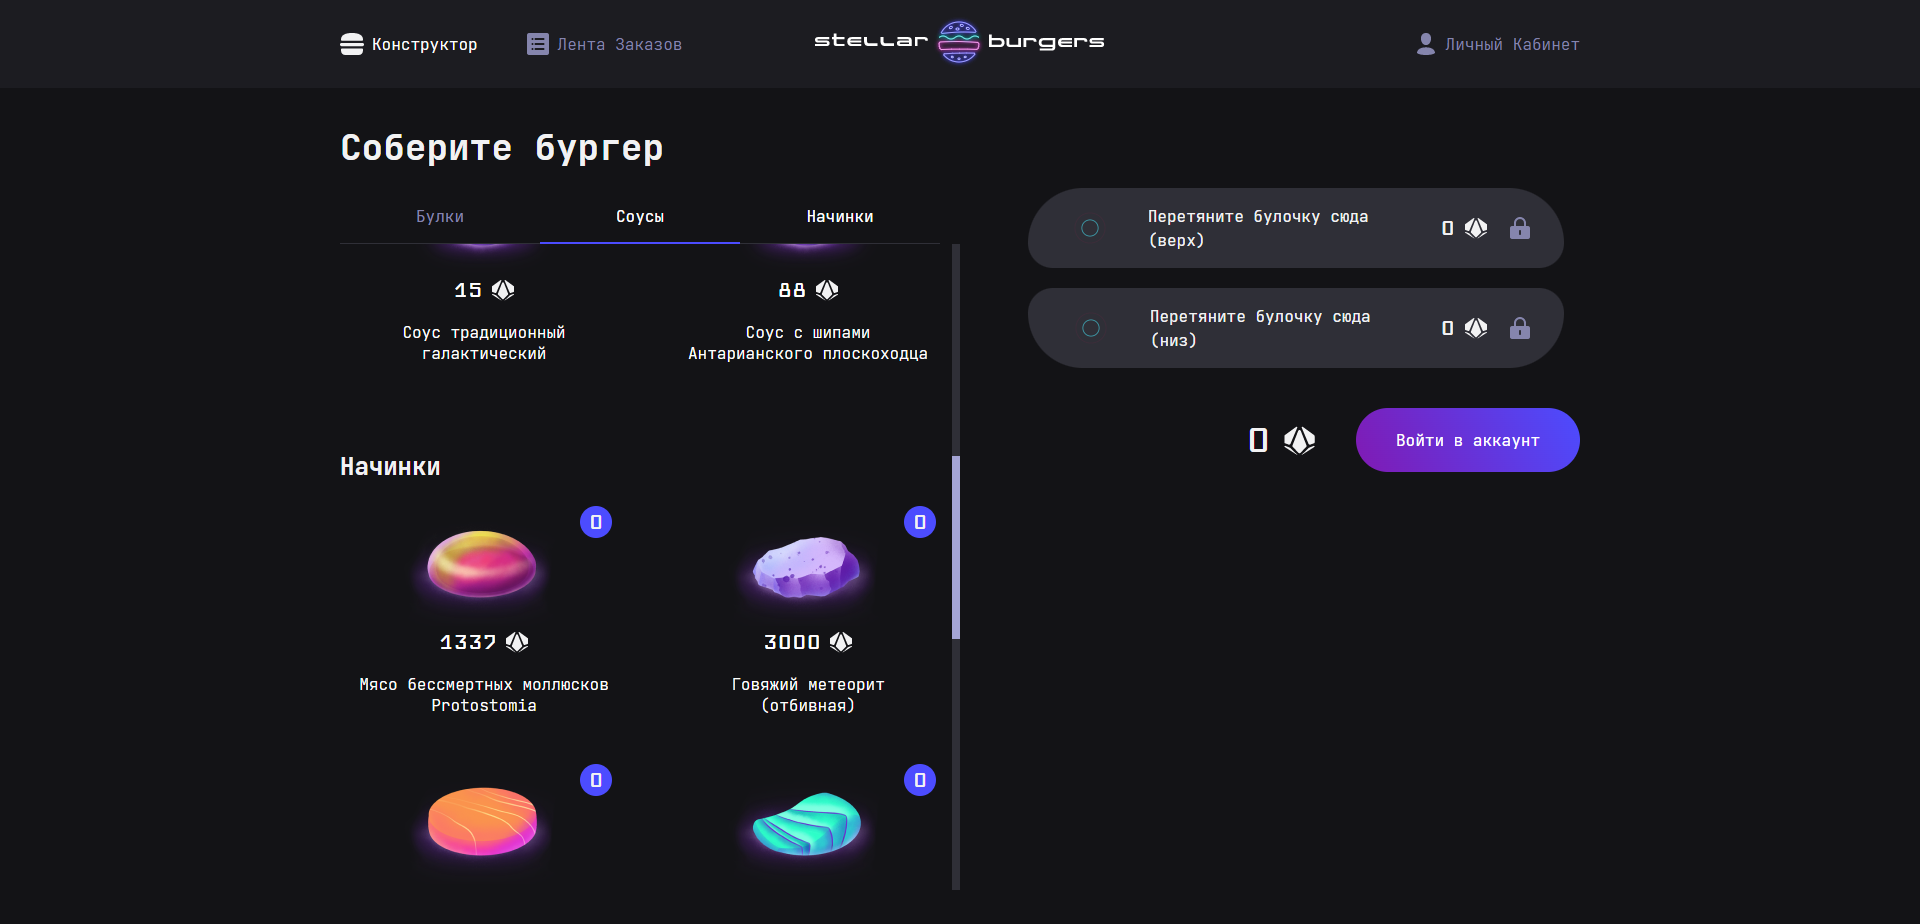 Конструктор
Лента Заказов
stellar burgers
Личный Кабинет
Соберите бургер
Булки
Соусы
Начинки
15
88
Соус традиционный
галактический
Соус с шипами
Антарианского плоскоходца
Начинки
0
0
1337
3000
Мясо бессмертных моллюсков
Protostomia
Говяжий метеорит
(отбивная)
0
0
Перетяните булочку сюда
(верх)
0
Перетяните булочку сюда
(низ)
0
0
Войти в аккаунт